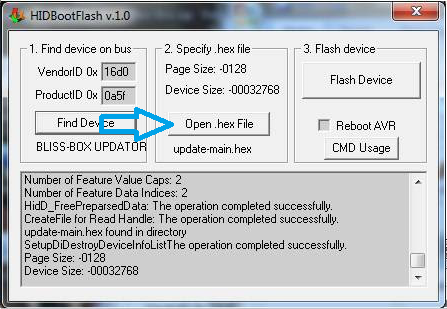 HIDBootFlash v.1.0
1. Find device on bus
VendorID 0x 16d0
ProductID 0x 0a5f
Find Device
BLISS-BOX UPDATOR
2. Specify .hex file
Page Size: -0128
Device Size: -00032768
Open .hex File
update-main.hex
3. Flash device
Flash Device
Reboot AVR
CMD Usage
Number of Feature Value Caps: 2
Number of Feature Data Indices: 2
HidD_FreePreparsedData: The operation completed successfully.
CreateFile for Read Handle: The operation completed successfully.
update-main.hex found in directory
SetupDiDestroyDeviceInfoListThe operation completed successfully.
Page Size: -0128
Device Size: -00032768